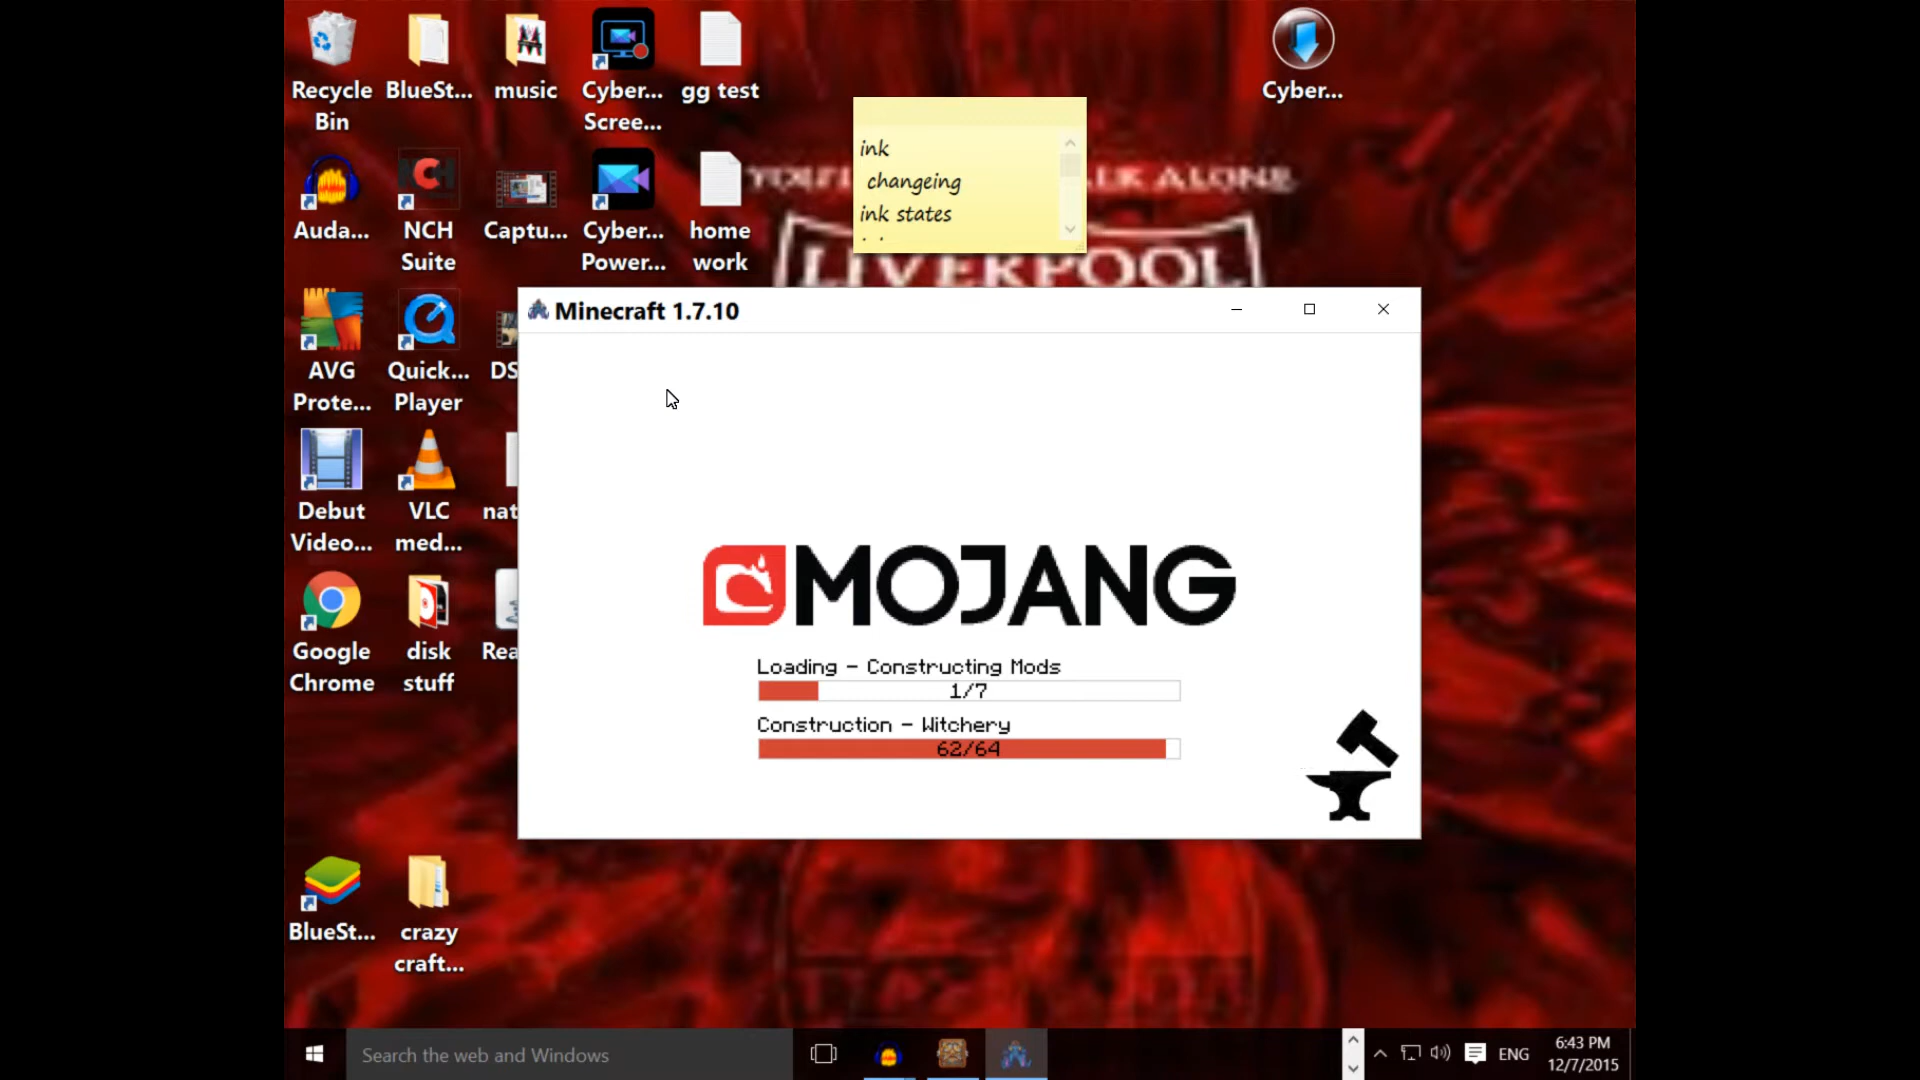 Recycle
Bin
BlueSt...
music
Cyber...
Scree...
gg test
Cyber...
Auda...
NCH
Suite
Captu...
Cyber...
Power...
home
work
ink
changeing
ink states
LIVERPOOL
ALONE
AVG
Prote...
Quick...
Player
DS
Minecraft 1.7.10
Debut
Video...
VLC
med...
nat
MOJANG
Google
Chrome
disk
stuff
Rea
Loading - Constructing Mods
1/7
Construction - Witchery
62/64
BlueSt...
crazy
craft...
Search the web and Windows
ENG
6:43 PM
12/7/2015